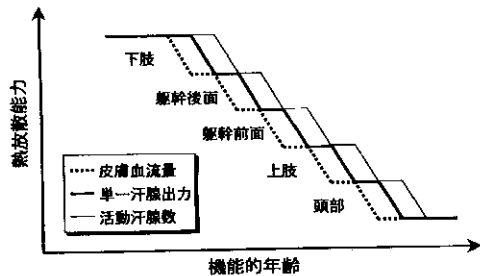 熱放散能力
下肢
躯幹後面
躯幹前面
上肢
頭部
皮膚血流量
単一汗腺出力
活動汗腺数
機能的年齢